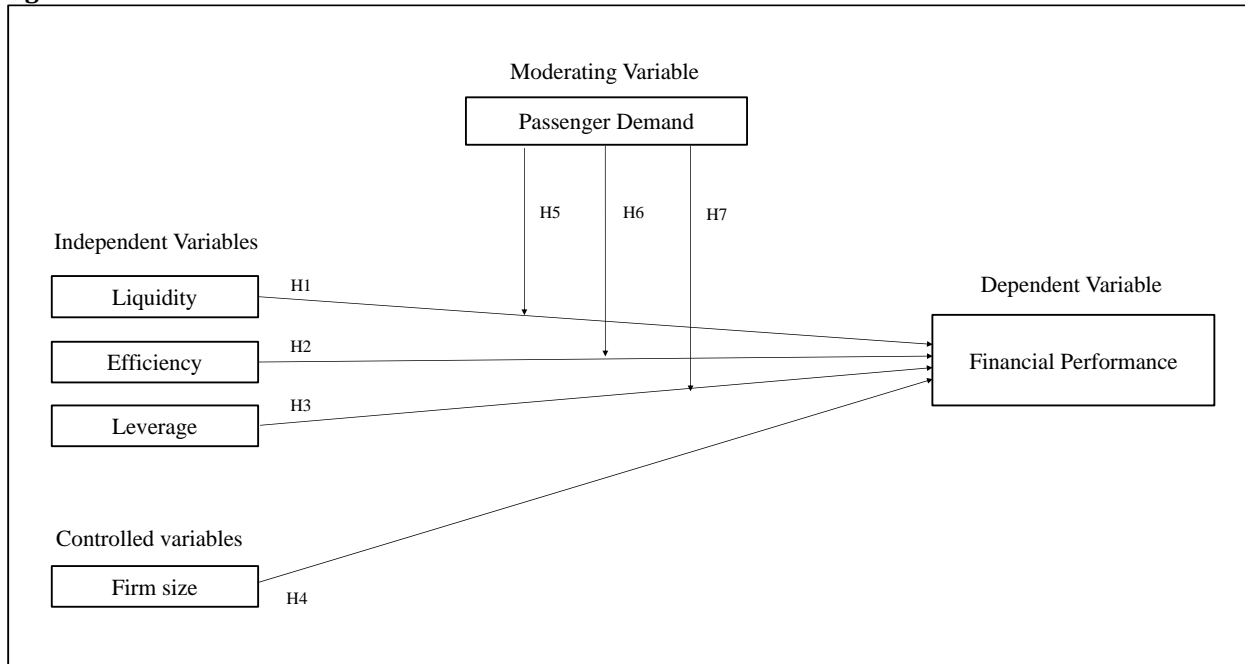 Moderating Variable
Passenger Demand
H5
H6
H7
Independent Variables
Liquidity
H1
Efficiency
H2
Leverage
H3
Dependent Variable
Financial Performance
Controlled variables
Firm size
H4